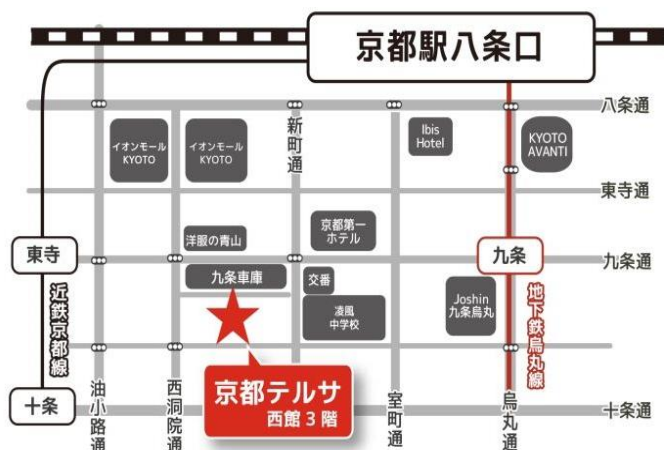 京都駅八条口
八条通
新町通
イオンモール
KYOTO
イオンモール
KYOTO
Ibis
Hotel
KYOTO
AVANTI
東寺通
洋服の青山
京都第一
ホテル
東寺
九条
九条通
九条車庫
交番
凌風
中学校
Joshin
九条烏丸
近鉄京都線
地下鉄烏丸線
京都テルサ
西館3階
十条
油小路通
西洞院通
室町通
烏丸通
十条通